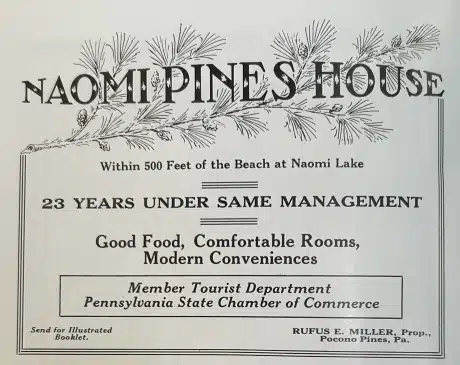 NAOMI PINES HOUSE
Within 500 Feet of the Beach at Naomi Lake
23 YEARS UNDER SAME MANAGEMENT
Good Food, Comfortable Rooms,
Modern Conveniences
Member Tourist Department
Pennsylvania State Chamber of Commerce
Send for Illustrated
Booklet.
RUFUS E. MILLER, Prop.,
Pocono Pines, Pa.